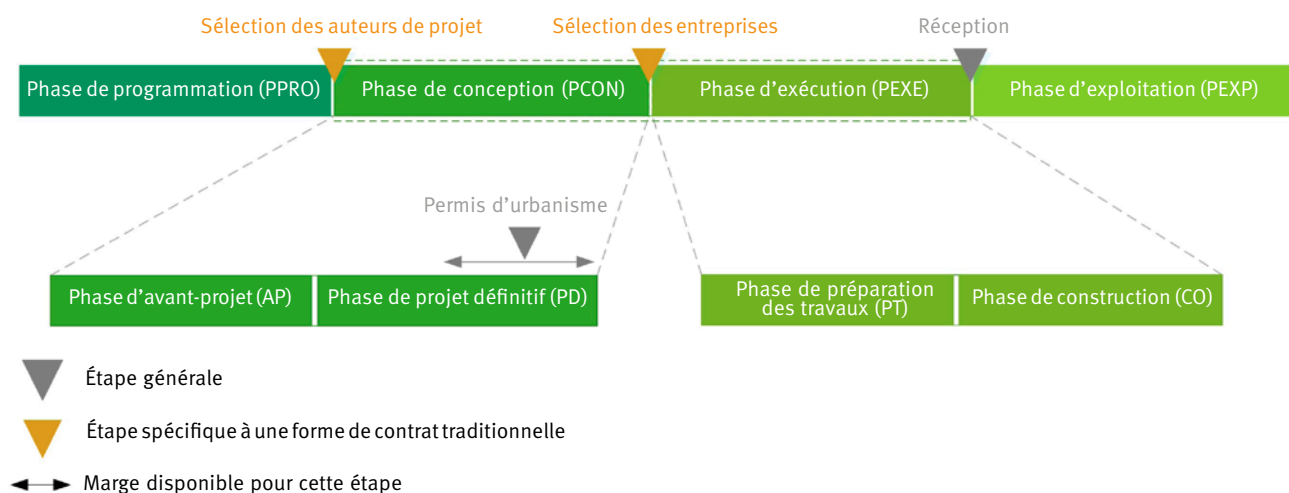 Sélection des auteurs de projet
Sélection des entreprises
Réception
Phase de programmation (PPRO)
Phase de conception (PCON)
Phase d’exécution (PEXE)
Phase d’exploitation (PEXP)
Permis d’urbanisme
Phase d’avant-projet (AP)
Phase de projet définitif (PD)
Phase de préparation
des travaux (PT)
Phase de construction (CO)
Étape générale
Étape spécifique à une forme de contrat traditionnelle
Marge disponible pour cette étape